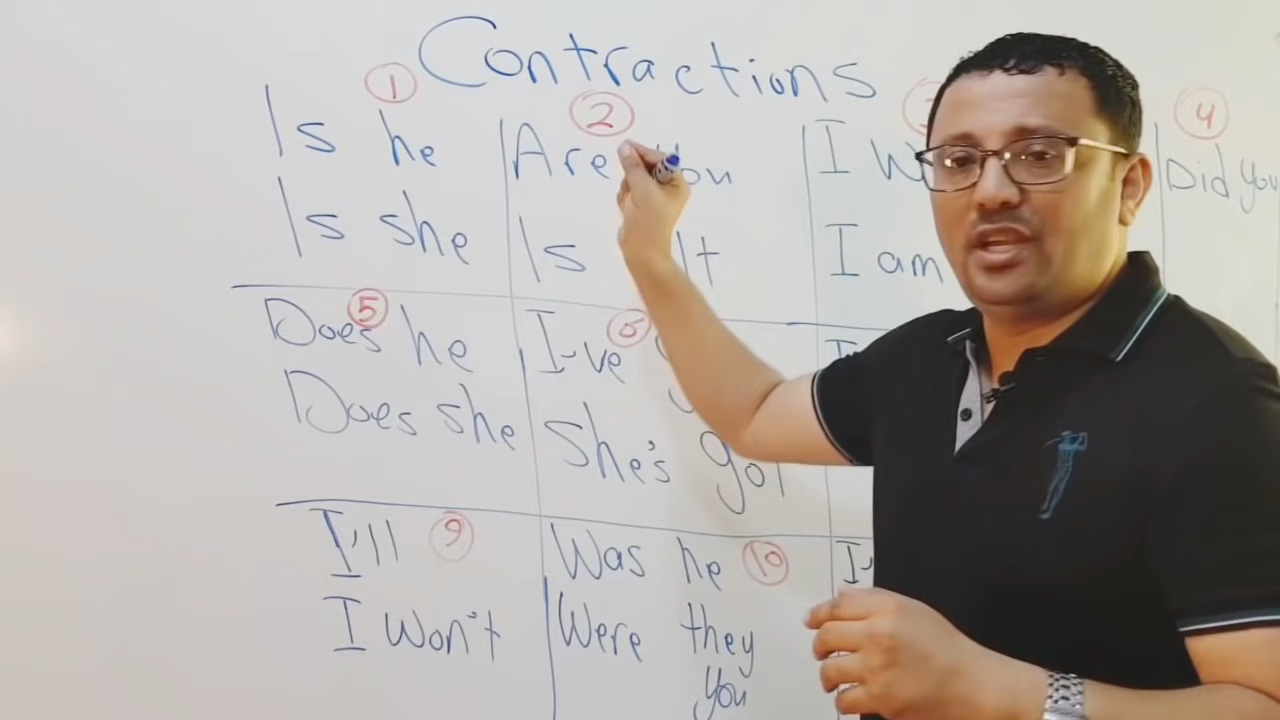 Contractions
①
Is he
Is she
②
Are you
Is It
I
I am
④
Did you
⑤
Does he
Does she
⑥
I've
She's got
⑨
I'll
I won't
⑩
Was he
Were they
you